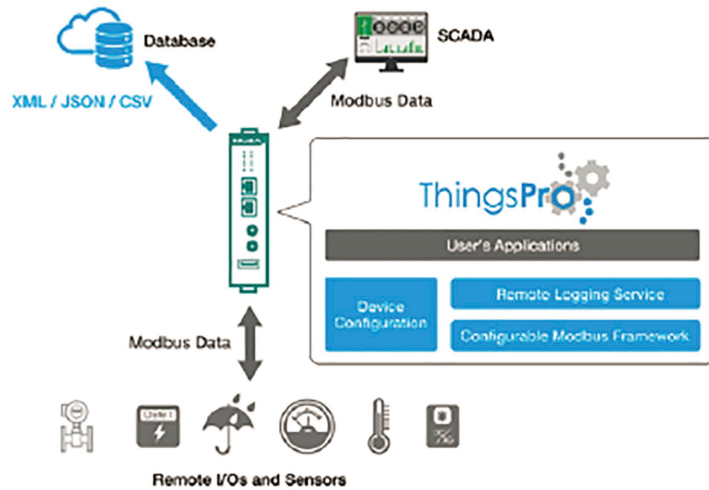 Database
SCADA
XML / JSON / CSV
Modbus Data
ThingsPro
User's Applications
Device
Configuration
Remote Logging Service
Configurable Modbus Framework
Modbus Data
Remote I/Os and Sensors